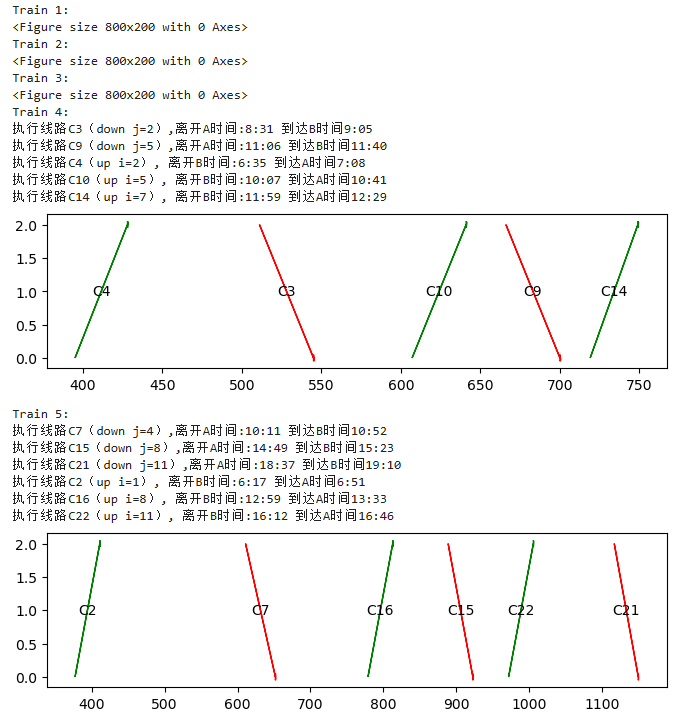 Train 1:
<Figure size 800x200 with 0 Axes>
Train 2:
<Figure size 800x200 with 0 Axes>
Train 3:
<Figure size 800x200 with 0 Axes>
Train 4:
执行线路C3（down j=2）,离开A时间:8:31 到达B时间9:05
执行线路C9（down j=5）,离开A时间:11:06 到达B时间11:40
执行线路C4（up i=2）, 离开B时间:6:35 到达A时间7:08
执行线路C10（up i=5）, 离开B时间:10:07 到达A时间10:41
执行线路C14（up i=7）, 离开B时间:11:59 到达A时间12:29
2.0
1.5
1.0
0.5
0.0
C4 C3 C10 C9 C14
400 450 500 550 600 650 700 750
Train 5:
执行线路C7（down j=4）,离开A时间:10:11 到达B时间10:52
执行线路C15（down j=8）,离开A时间:14:49 到达B时间15:23
执行线路C21（down j=11）,离开A时间:18:37 到达B时间19:10
执行线路C2（up i=1）, 离开B时间:6:17 到达A时间6:51
执行线路C16（up i=8）, 离开B时间:12:59 到达A时间13:33
执行线路C22（up i=11）, 离开B时间:16:12 到达A时间16:46
2.0
1.5
1.0
0.5
0.0
C2 C7 C16 C15 C22 C21
400 500 600 700 800 900 1000 1100